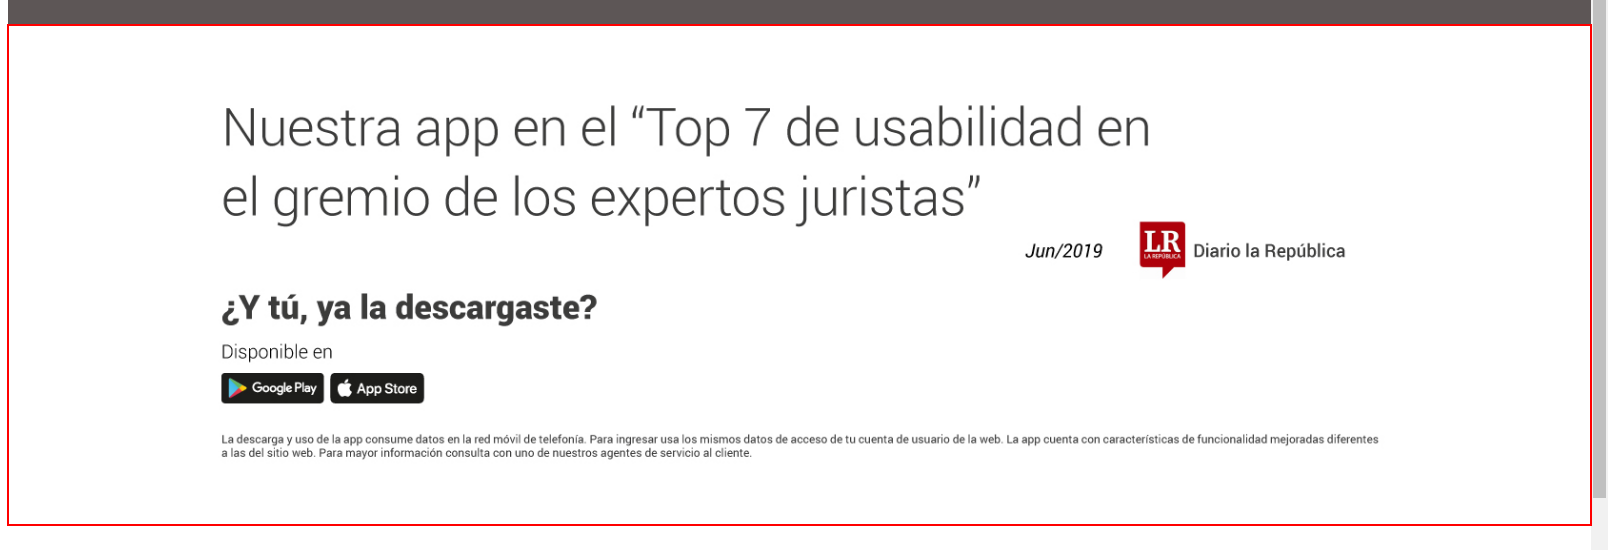 Nuestra app en el “Top 7 de usabilidad en
el gremio de los expertos juristas”
Jun/2019
LR
LA REPÚBLICA
Diario la República
¿Y tú, ya la descargaste?
Disponible en
Google Play
App Store
La descarga y uso de la app consume datos en la red móvil de telefonía. Para ingresar usa los mismos datos de acceso de tu cuenta de usuario de la web. La app cuenta con características de funcionalidad mejoradas diferentes
a las del sitio web. Para mayor información consulta con uno de nuestros agentes de servicio al cliente.